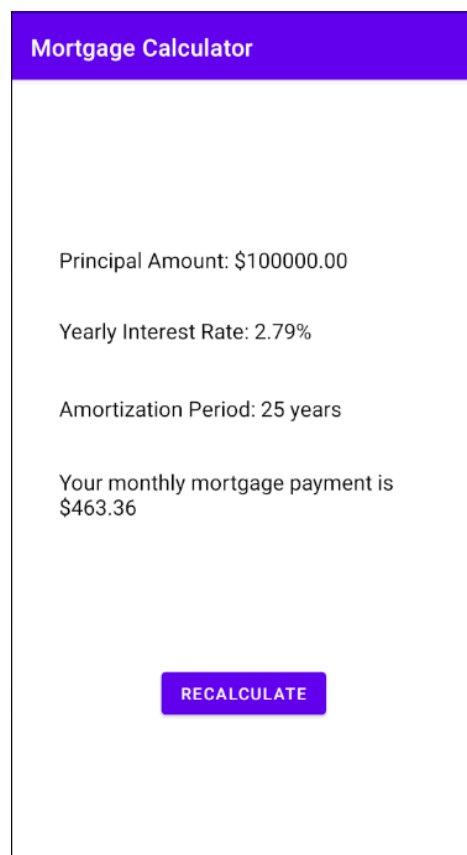 Mortgage Calculator
Principal Amount: $100000.00
Yearly Interest Rate: 2.79%
Amortization Period: 25 years
Your monthly mortgage payment is
$463.36
RECALCULATE